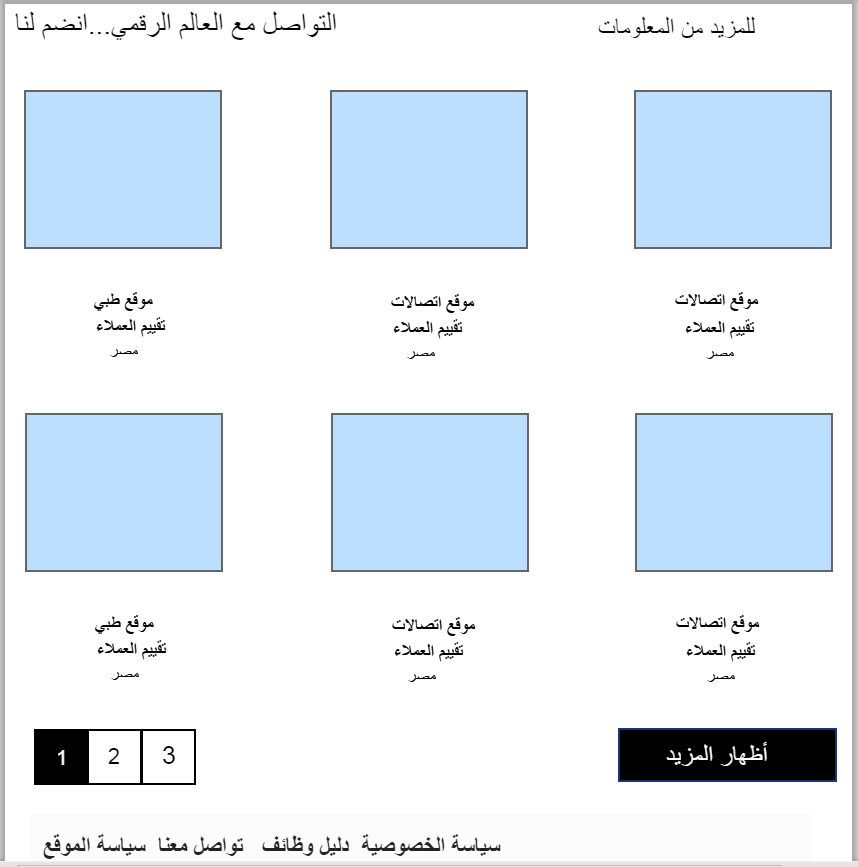 للمزيد من المعلومات
التواصل مع العالم الرقمي...انضم لنا
موقع اتصالات
تقييم العملاء
مصر
موقع اتصالات
تقييم العملاء
مصر
موقع طبي
تقييم العملاء
مصر
موقع اتصالات
تقييم العملاء
مصر
موقع اتصالات
تقييم العملاء
مصر
موقع طبي
تقييم العملاء
مصر
أظهار المزيد
1 2 3
سياسة الخصوصية دليل وظائف تواصل معنا سياسة الموقع